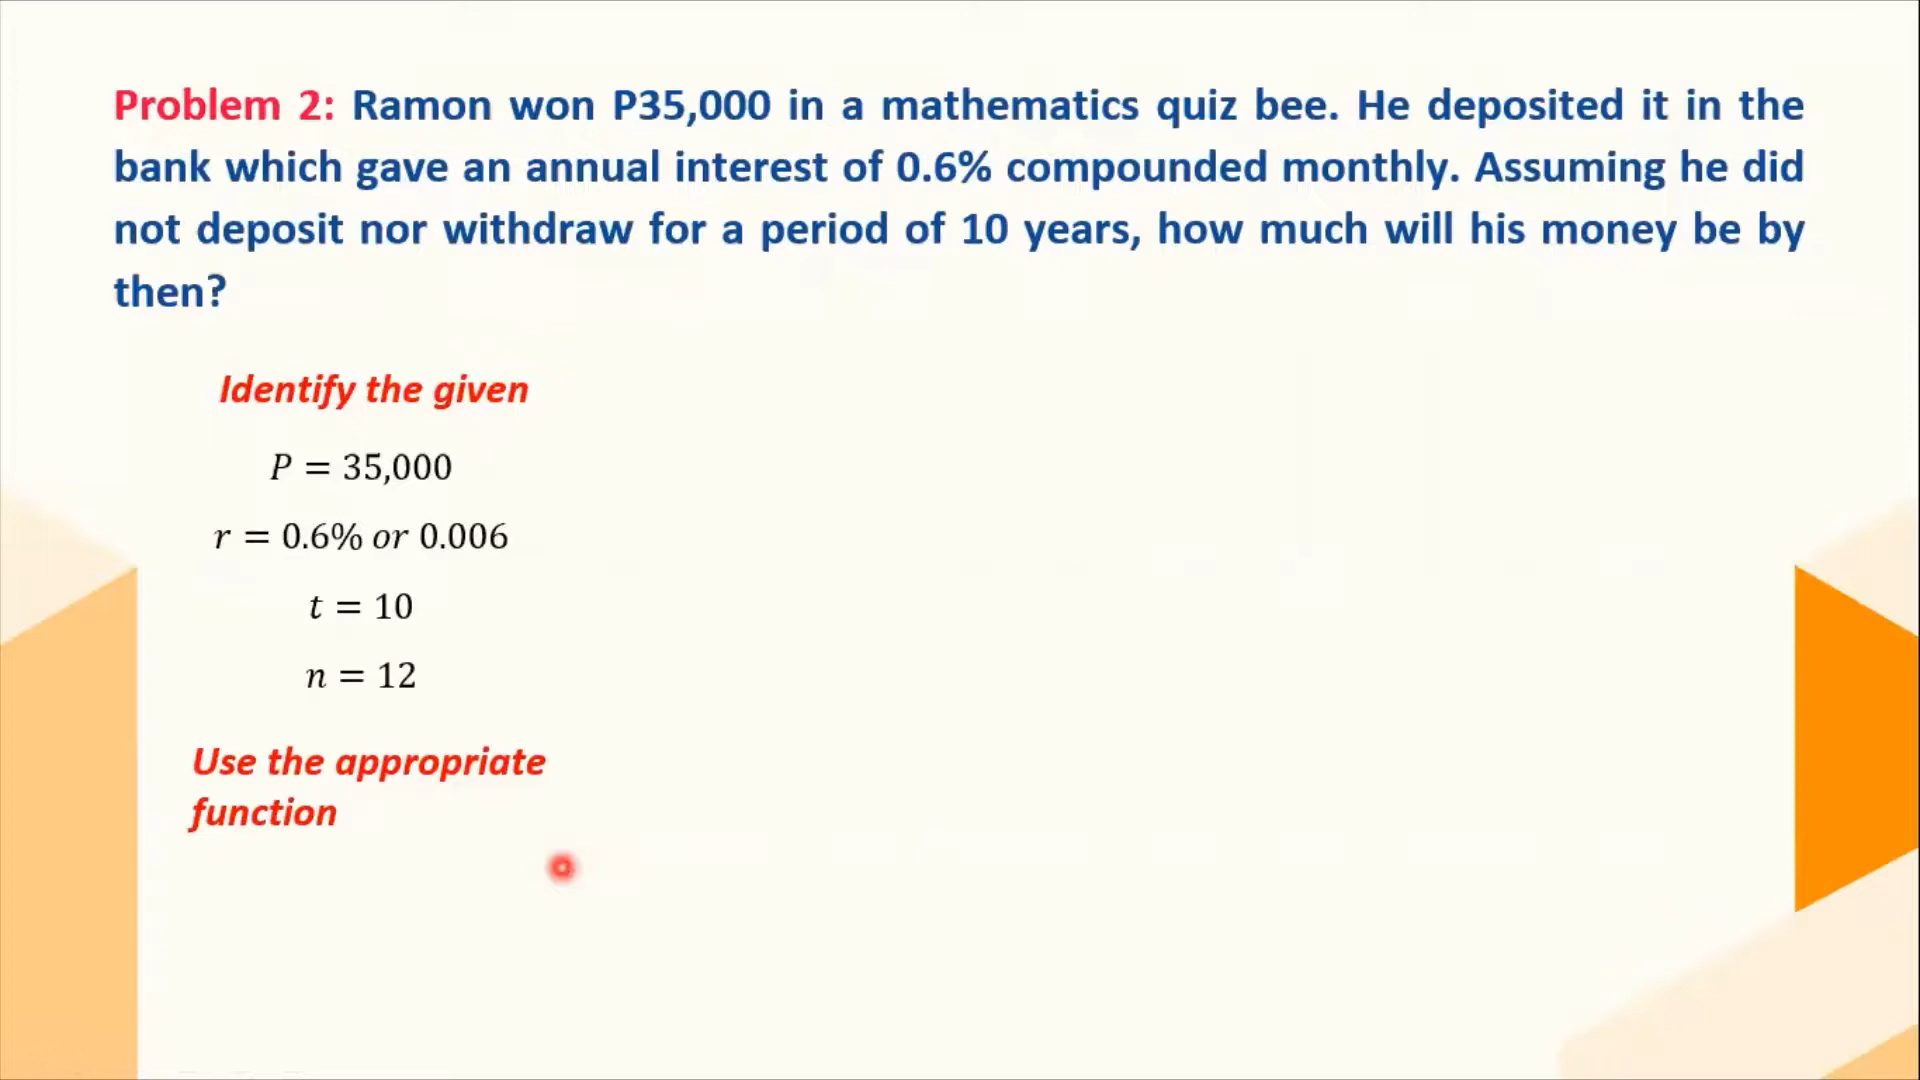 Problem 2: Ramon won P35,000 in a mathematics quiz bee. He deposited it in the
bank which gave an annual interest of 0.6% compounded monthly. Assuming he did
not deposit nor withdraw for a period of 10 years, how much will his money be by
then?
Identify the given
P = 35,000
r = 0.6% or 0.006
t = 10
n = 12
Use the appropriate
function